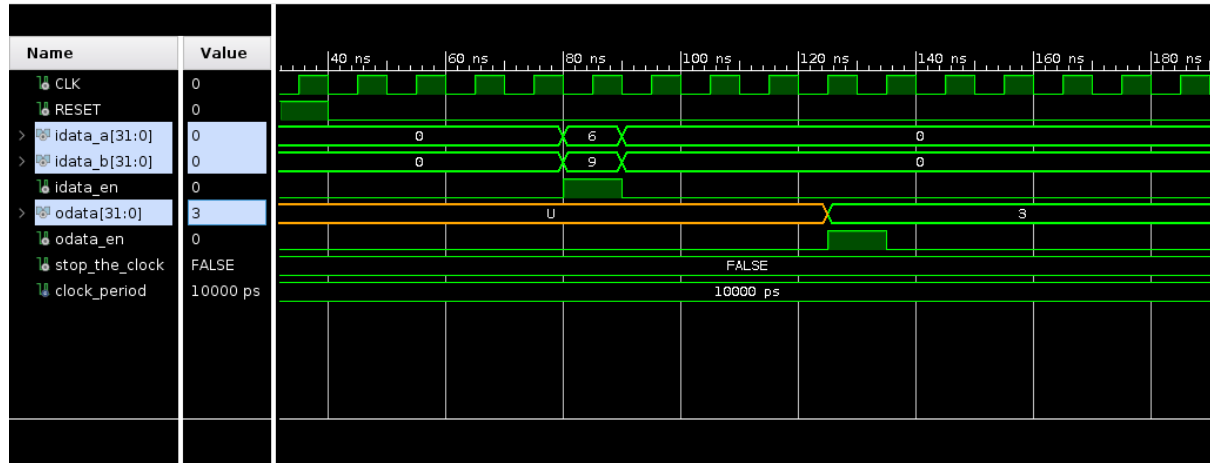 Name Value
40 ns 60 ns 80 ns 100 ns 120 ns 140 ns 160 ns 180 ns
CLK 0
RESET 0
> idata_a[31:0] 0 0 6 0
> idata_b[31:0] 0 0 9 0
idata_en 0
> odata[31:0] 3 U 3
odata_en 0
stop_the_clock FALSE FALSE
clock_period 10000 ps 10000 ps